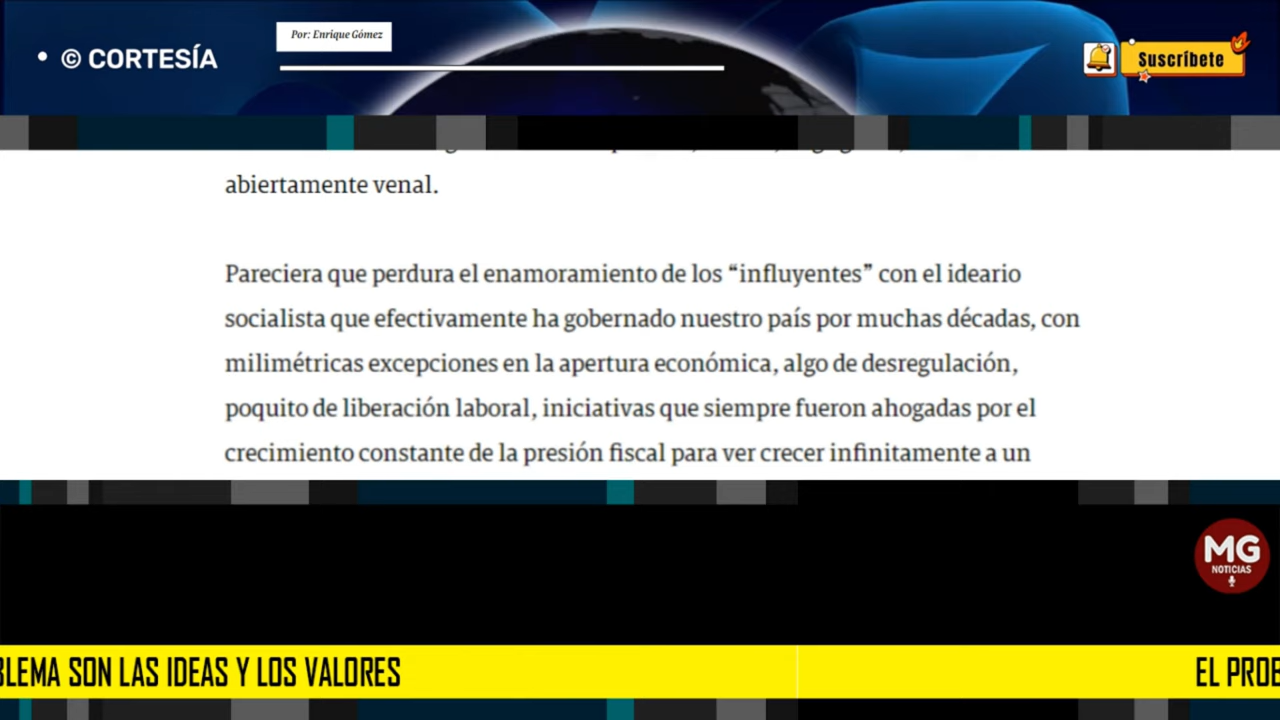 Por: Enrique Gómez
• © CORTESÍA
Suscríbete
abiertamente venal.
Pareciera que perdura el enamoramiento de los “influyentes” con el ideario
socialista que efectivamente ha gobernado nuestro país por muchas décadas, con
milimétricas excepciones en la apertura económica, algo de desregulación,
poquito de liberación laboral, iniciativas que siempre fueron ahogadas por el
crecimiento constante de la presión fiscal para ver crecer infinitamente a un
MG
NOTICIAS
BLEMA SON LAS IDEAS Y LOS VALORES
EL PROB